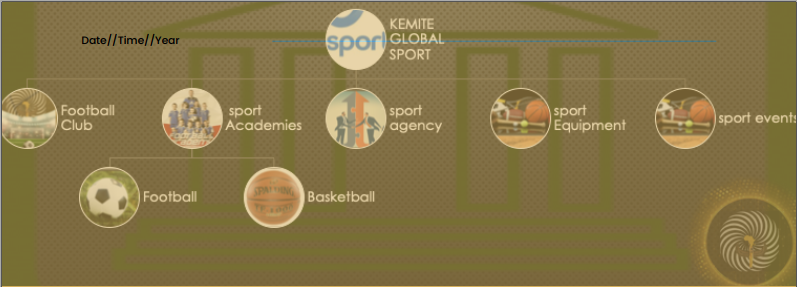 Date//Time//Year
sport
KEMITE
GLOBAL
SPORT
Football
Club
sport
Academies
sport
agency
sport
Equipment
sport events
Football
Basketball
SPALDING